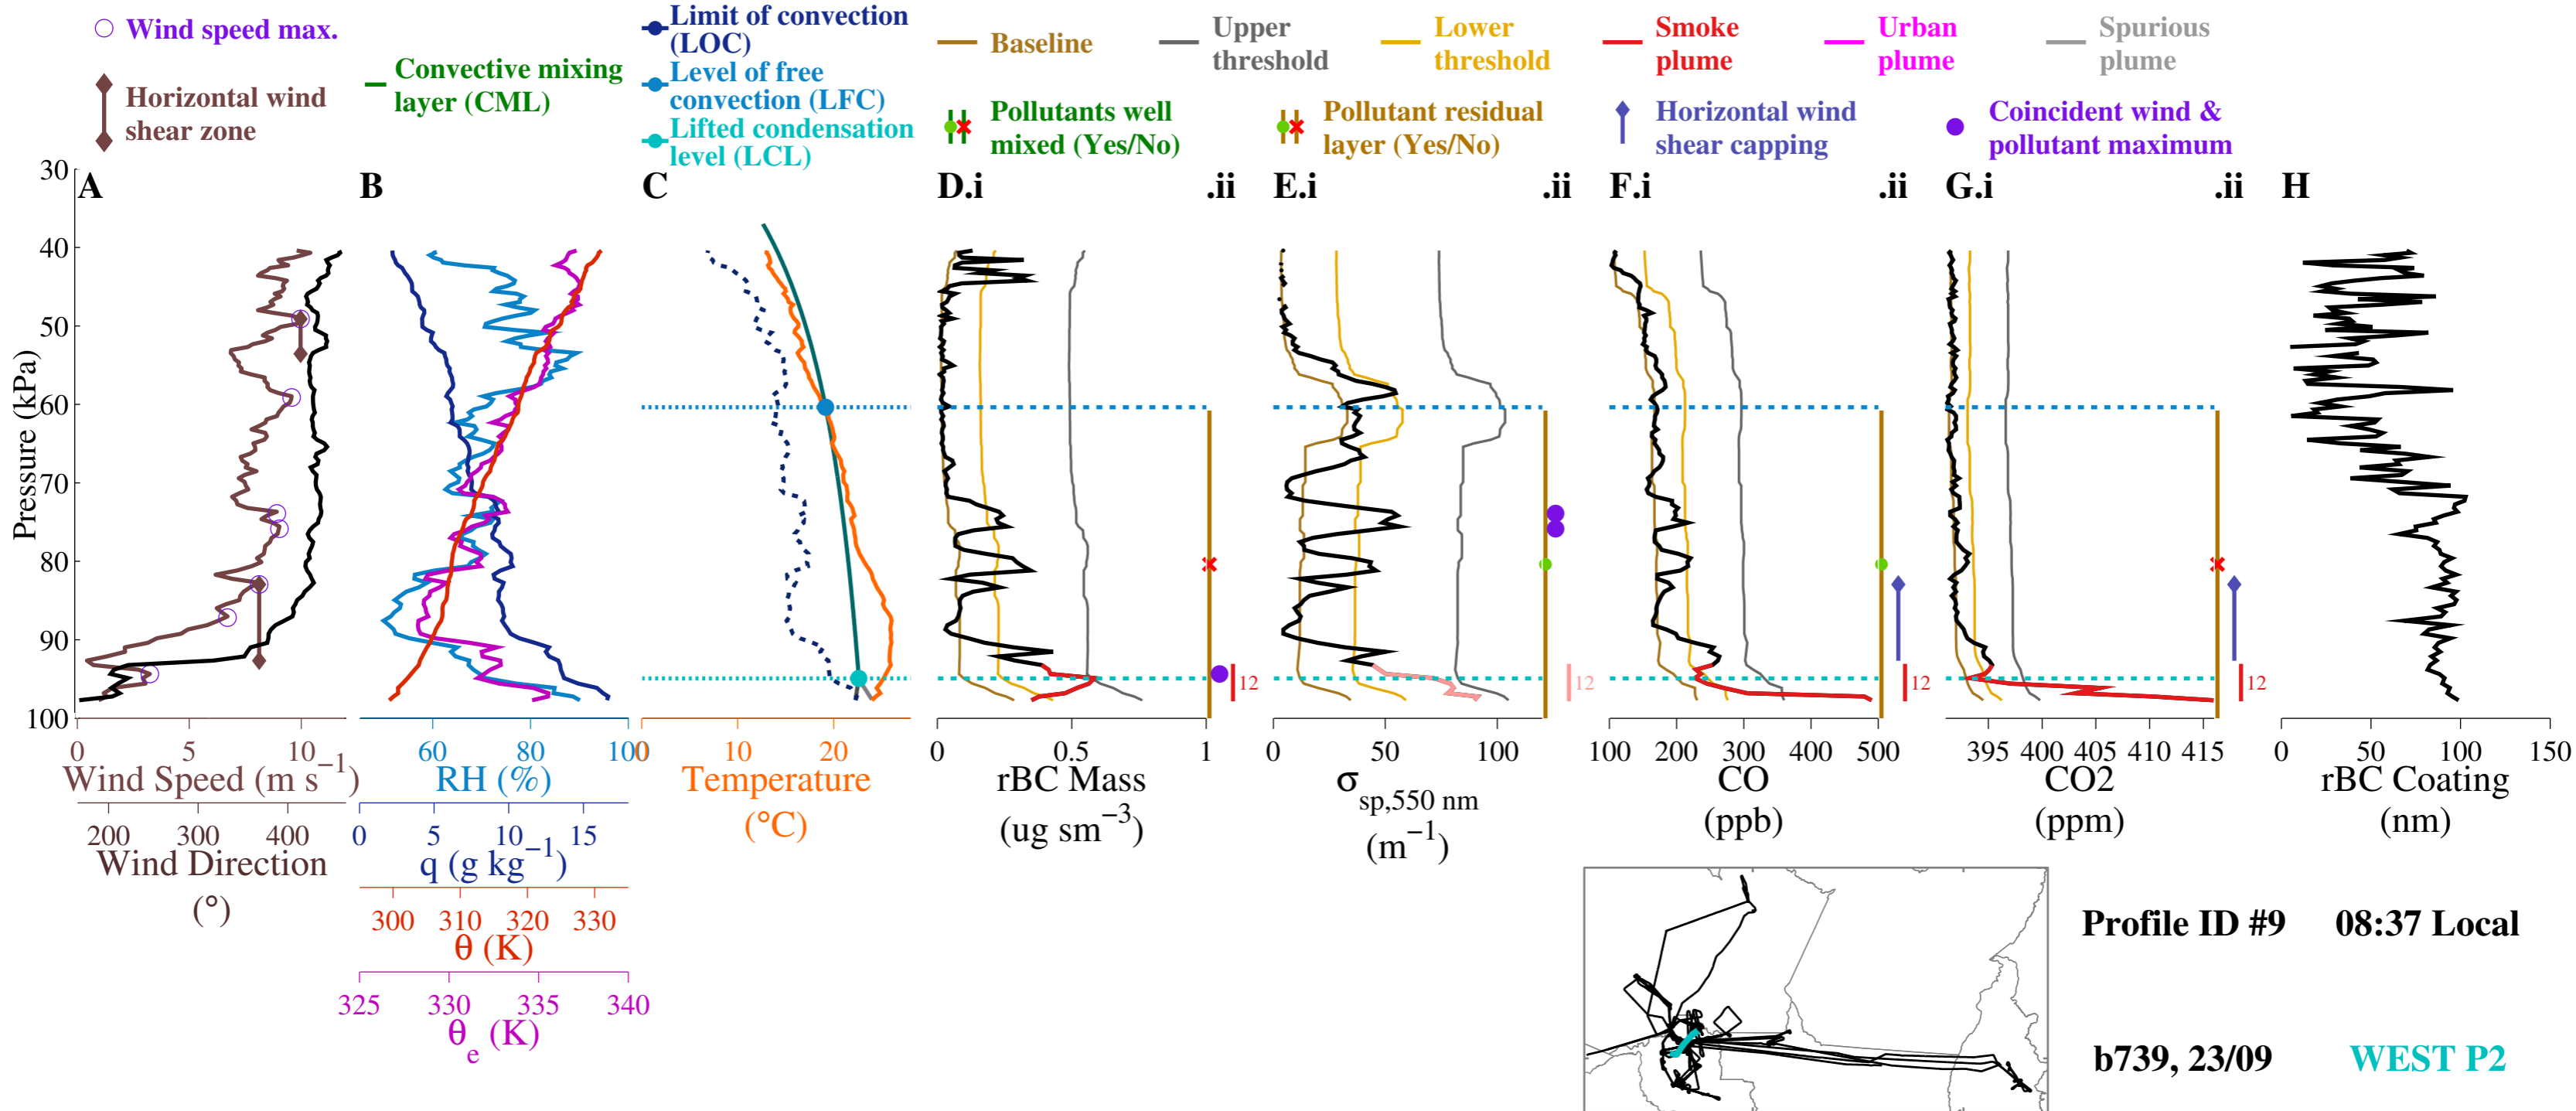 Wind speed max.
Horizontal wind
shear zone
Convective mixing
layer (CML)
Limit of convection
(LOC)
Level of free
convection (LFC)
Lifted condensation
level (LCL)
Baseline
Upper
threshold
Lower
threshold
Smoke
plume
Urban
plume
Spurious
plume
Pollutants well
mixed (Yes/No)
Pollutant residual
layer (Yes/No)
Horizontal wind
shear capping
Coincident wind &
pollutant maximum
A B C D.i .ii E.i .ii F.i .ii G.i .ii H
30
40
50
60
70
80
90
100
Pressure (kPa)
12 12 12 12
0 5 10
Wind Speed (m s−1)
200 300 400
Wind Direction
(°)
60 80 100
RH (%)
0 5 10 15
q (g kg−1)
300 310 320 330
θ (K)
325 330 335 340
θe (K)
0 10 20
Temperature
(°C)
0 0.5 1
rBC Mass
(ug sm−3)
0 50 100
σsp,550 nm
(m−1)
100 200 300 400 500
CO
(ppb)
395 400 405 410 415
CO2
(ppm)
0 50 100 150
rBC Coating
(nm)
Profile ID #9 08:37 Local
b739, 23/09 WEST P2